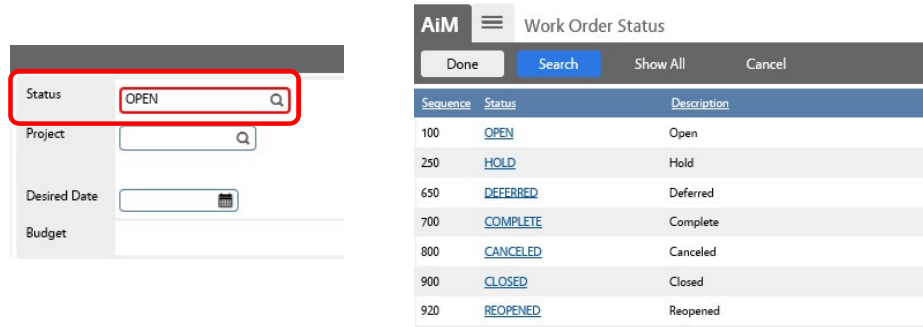 Status OPEN
Project
Desired Date
Budget
AiM Work Order Status
Done Search Show All Cancel
Sequence Status Description
100 OPEN Open
250 HOLD Hold
650 DEFERRED Deferred
700 COMPLETE Complete
800 CANCELED Canceled
900 CLOSED Closed
920 REOPENED Reopened